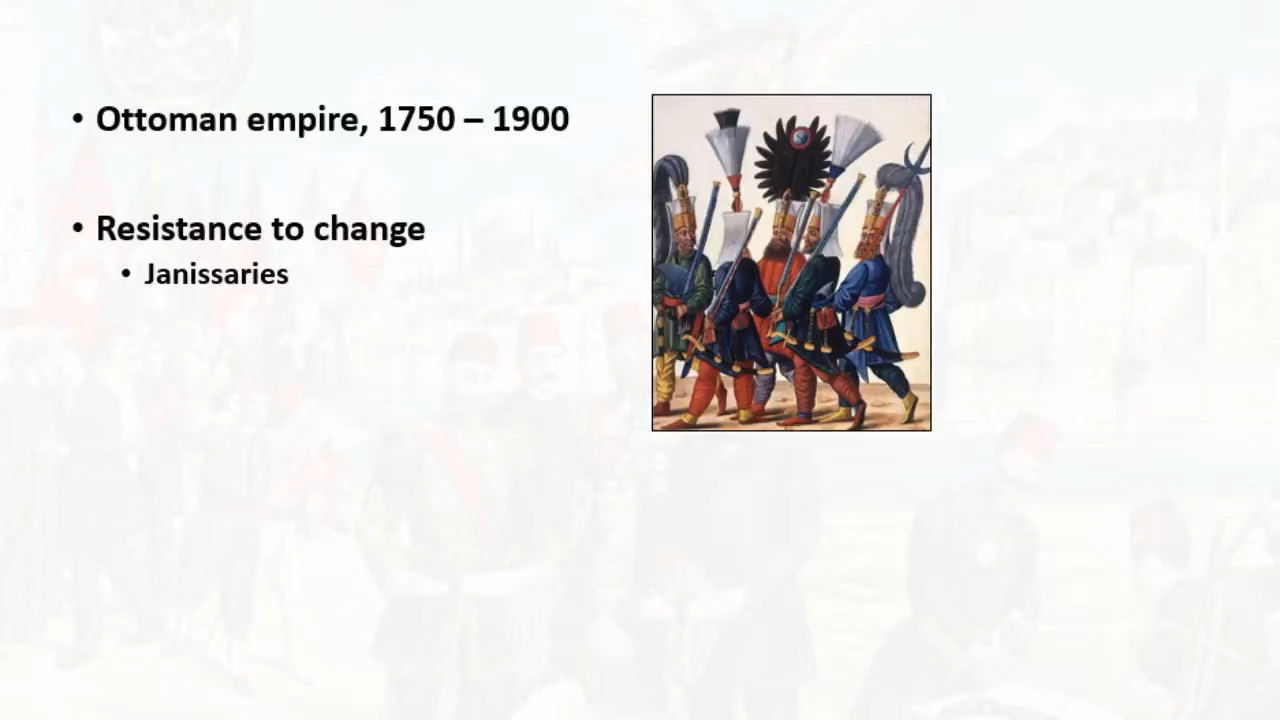 • Ottoman empire, 1750 – 1900
• Resistance to change
• Janissaries